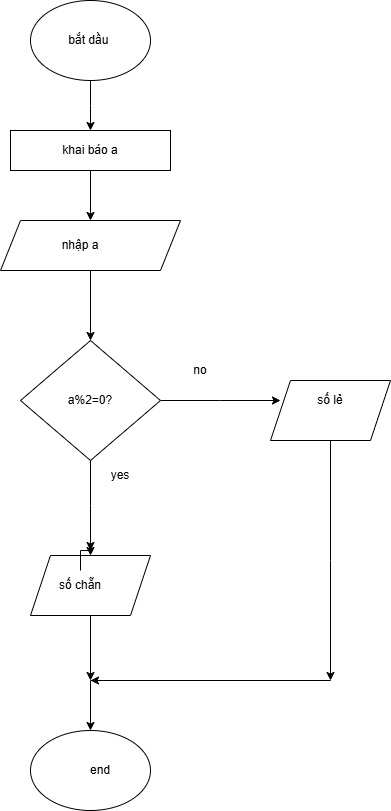 bắt dầu
khai báo a
nhập a
a%2=0?
no
số lẻ
yes
số chẵn
end